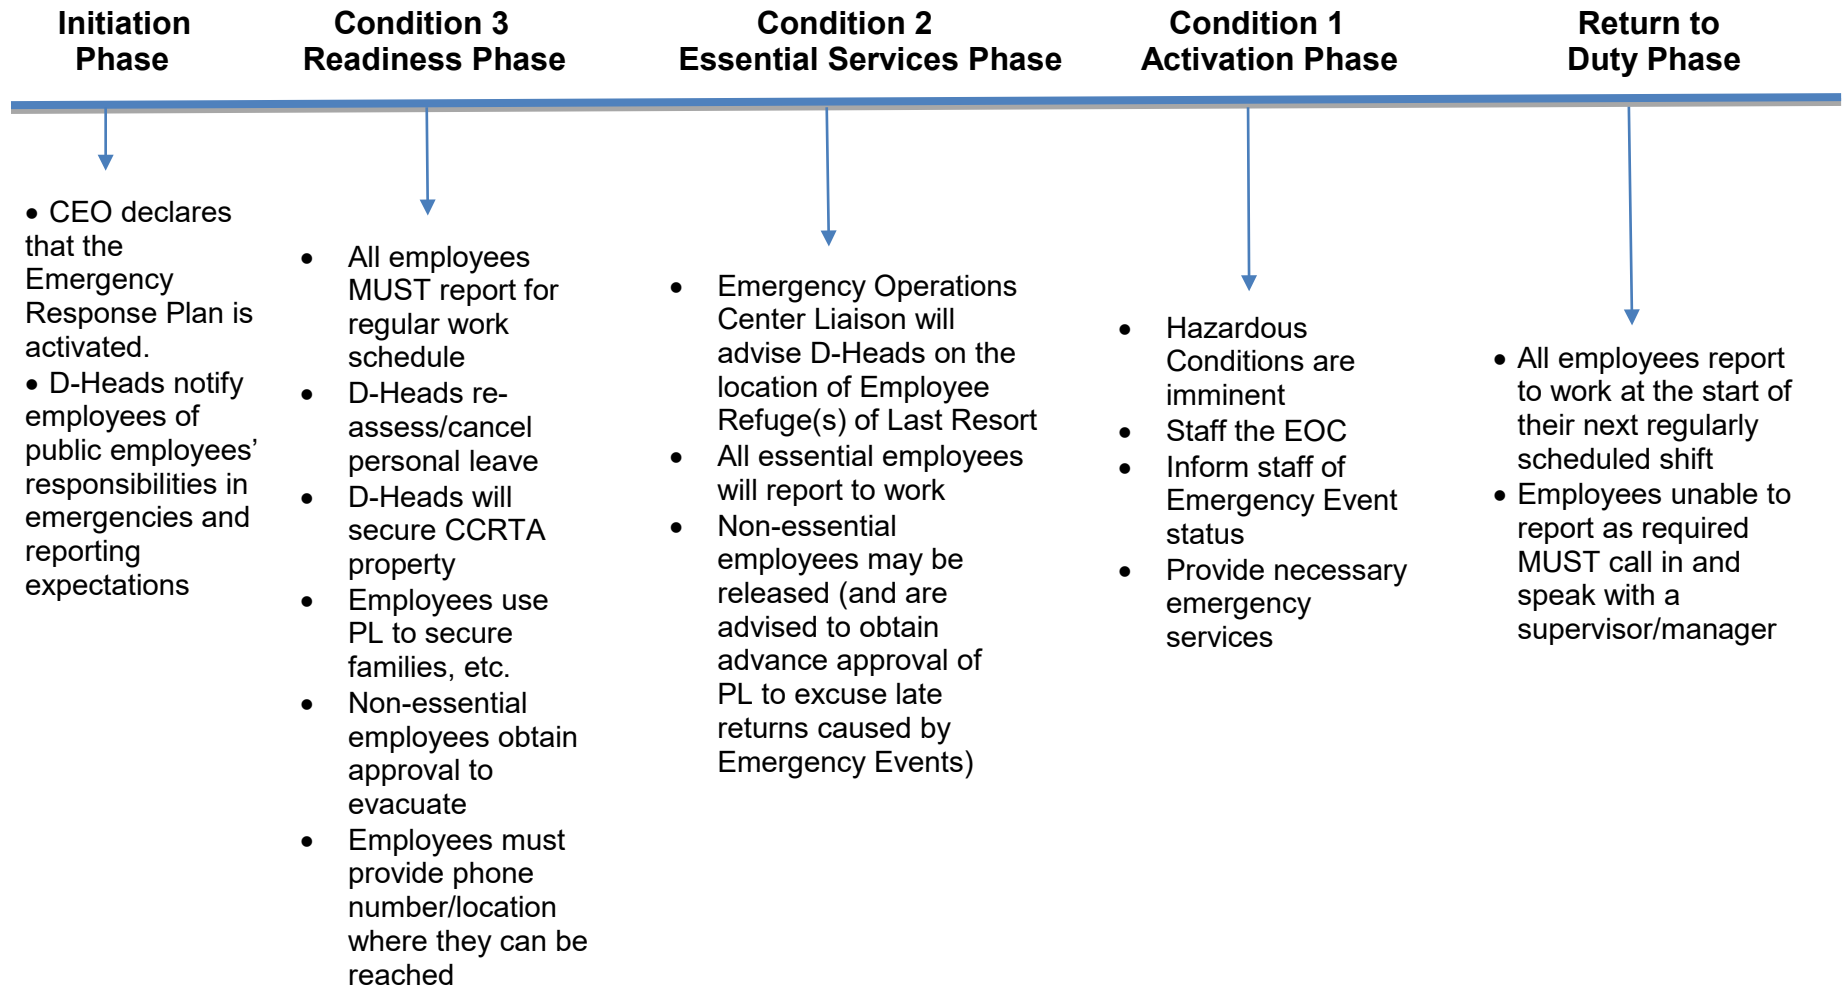 Initiation
Phase
Condition 3
Readiness Phase
Condition 2
Essential Services Phase
Condition 1
Activation Phase
Return to
Duty Phase
• CEO declares
that the
Emergency
Response Plan is
activated.
• D-Heads notify
employees of
public employees’
responsibilities in
emergencies and
reporting
expectations
• All employees
MUST report for
regular work
schedule
• D-Heads re-
assess/cancel
personal leave
• D-Heads will
secure CCRTA
property
• Employees use
PL to secure
families, etc.
• Non-essential
employees obtain
approval to
evacuate
• Employees must
provide phone
number/location
where they can be
reached
• Emergency Operations
Center Liaison will
advise D-Heads on the
location of Employee
Refuge(s) of Last Resort
• All essential employees
will report to work
• Non-essential
employees may be
released (and are
advised to obtain
advance approval of
PL to excuse late
returns caused by
Emergency Events)
• Hazardous
Conditions are
imminent
• Staff the EOC
• Inform staff of
Emergency Event
status
• Provide necessary
emergency
services
• All employees report
to work at the start of
their next regularly
scheduled shift
• Employees unable to
report as required
MUST call in and
speak with a
supervisor/manager